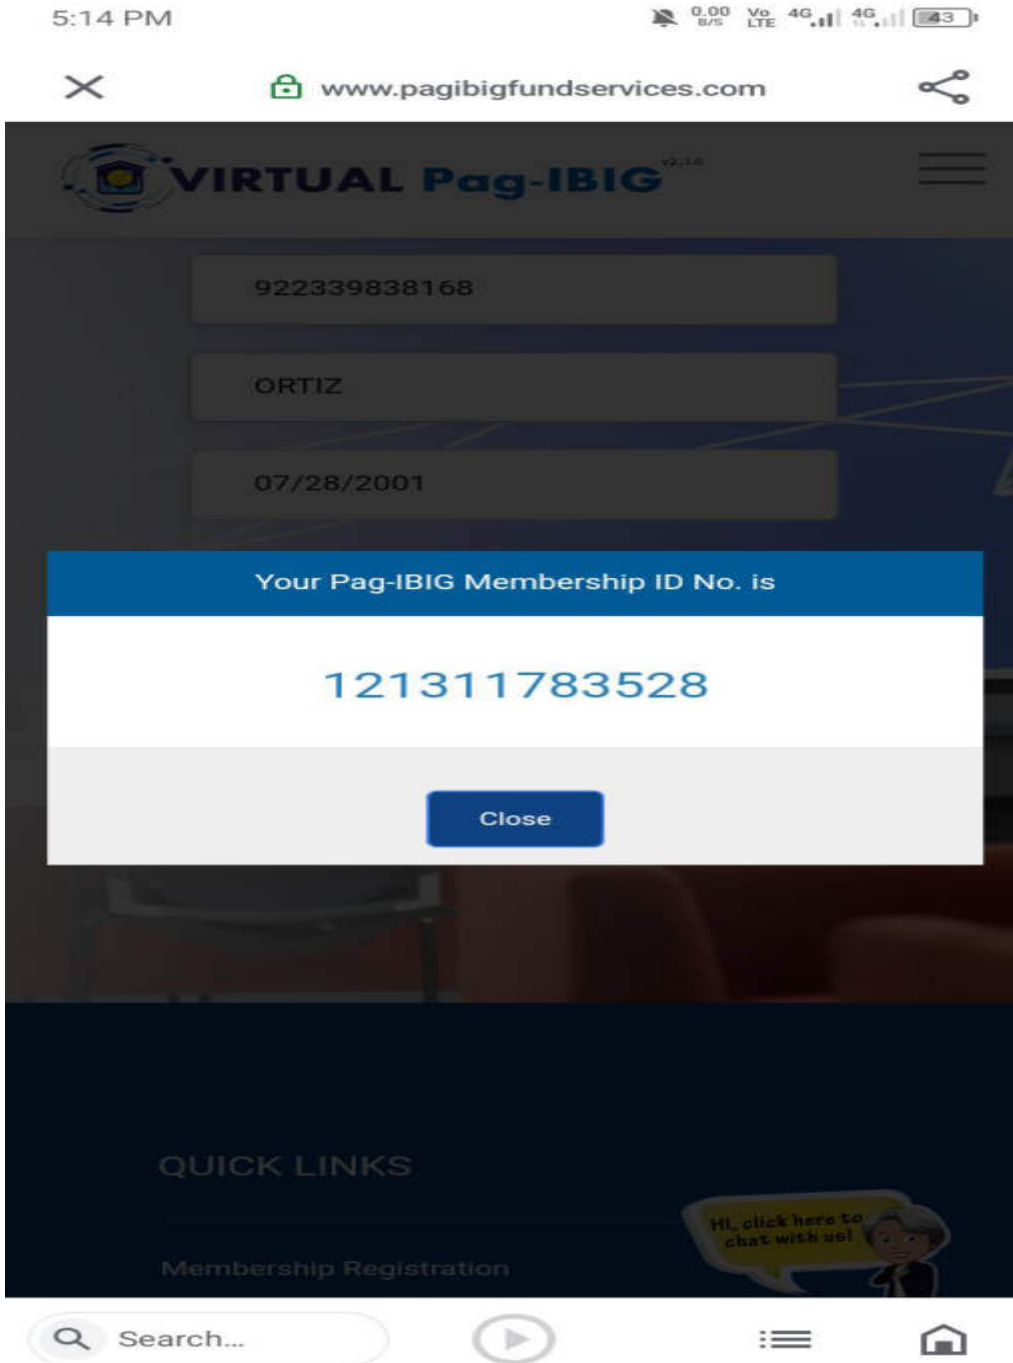 5:14 PM
0.00 B/S Vo LTE 4G 4G 43
www.pagibigfundservices.com
VIRTUAL Pag-IBIG
922339838168
ORTIZ
07/28/2001
Your Pag-IBIG Membership ID No. is
121311783528
Close
QUICK LINKS
Hi, click here to
chat with us!
Membership Registration
Search...